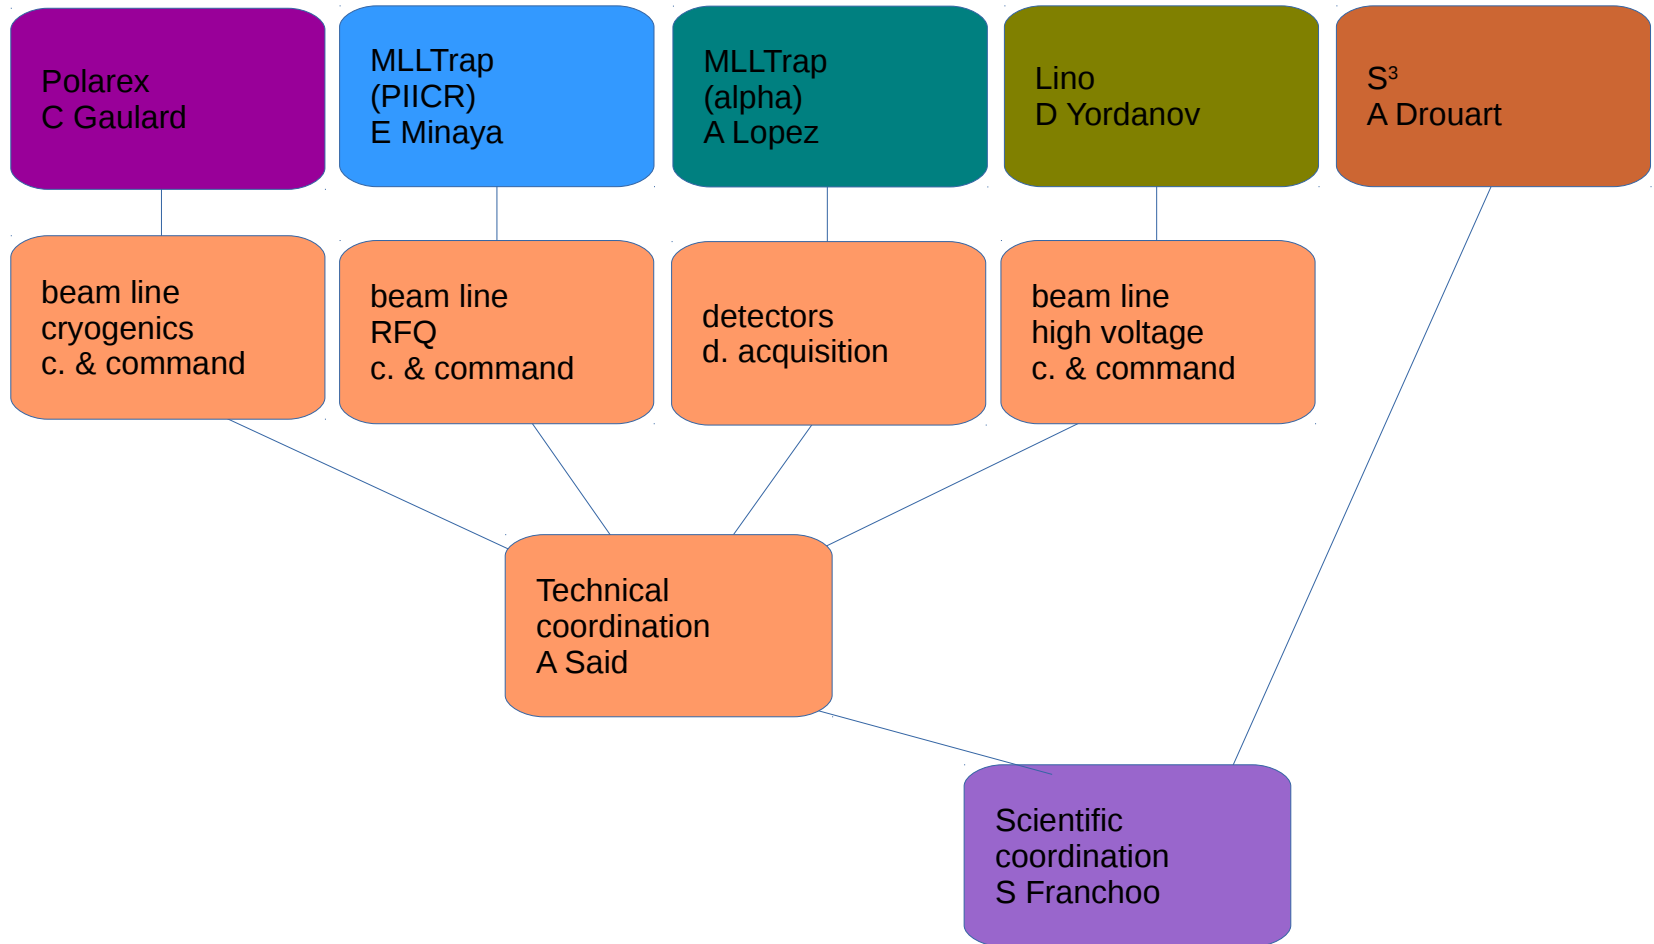 Polarex
C Gaulard
MLLTrap
(PIICR)
E Minaya
MLLTrap
(alpha)
A Lopez
Lino
D Yordanov
S³
A Drouart
beam line
cryogenics
c. & command
beam line
RFQ
c. & command
detectors
d. acquisition
beam line
high voltage
c. & command
Technical
coordination
A Said
Scientific
coordination
S Franchoo